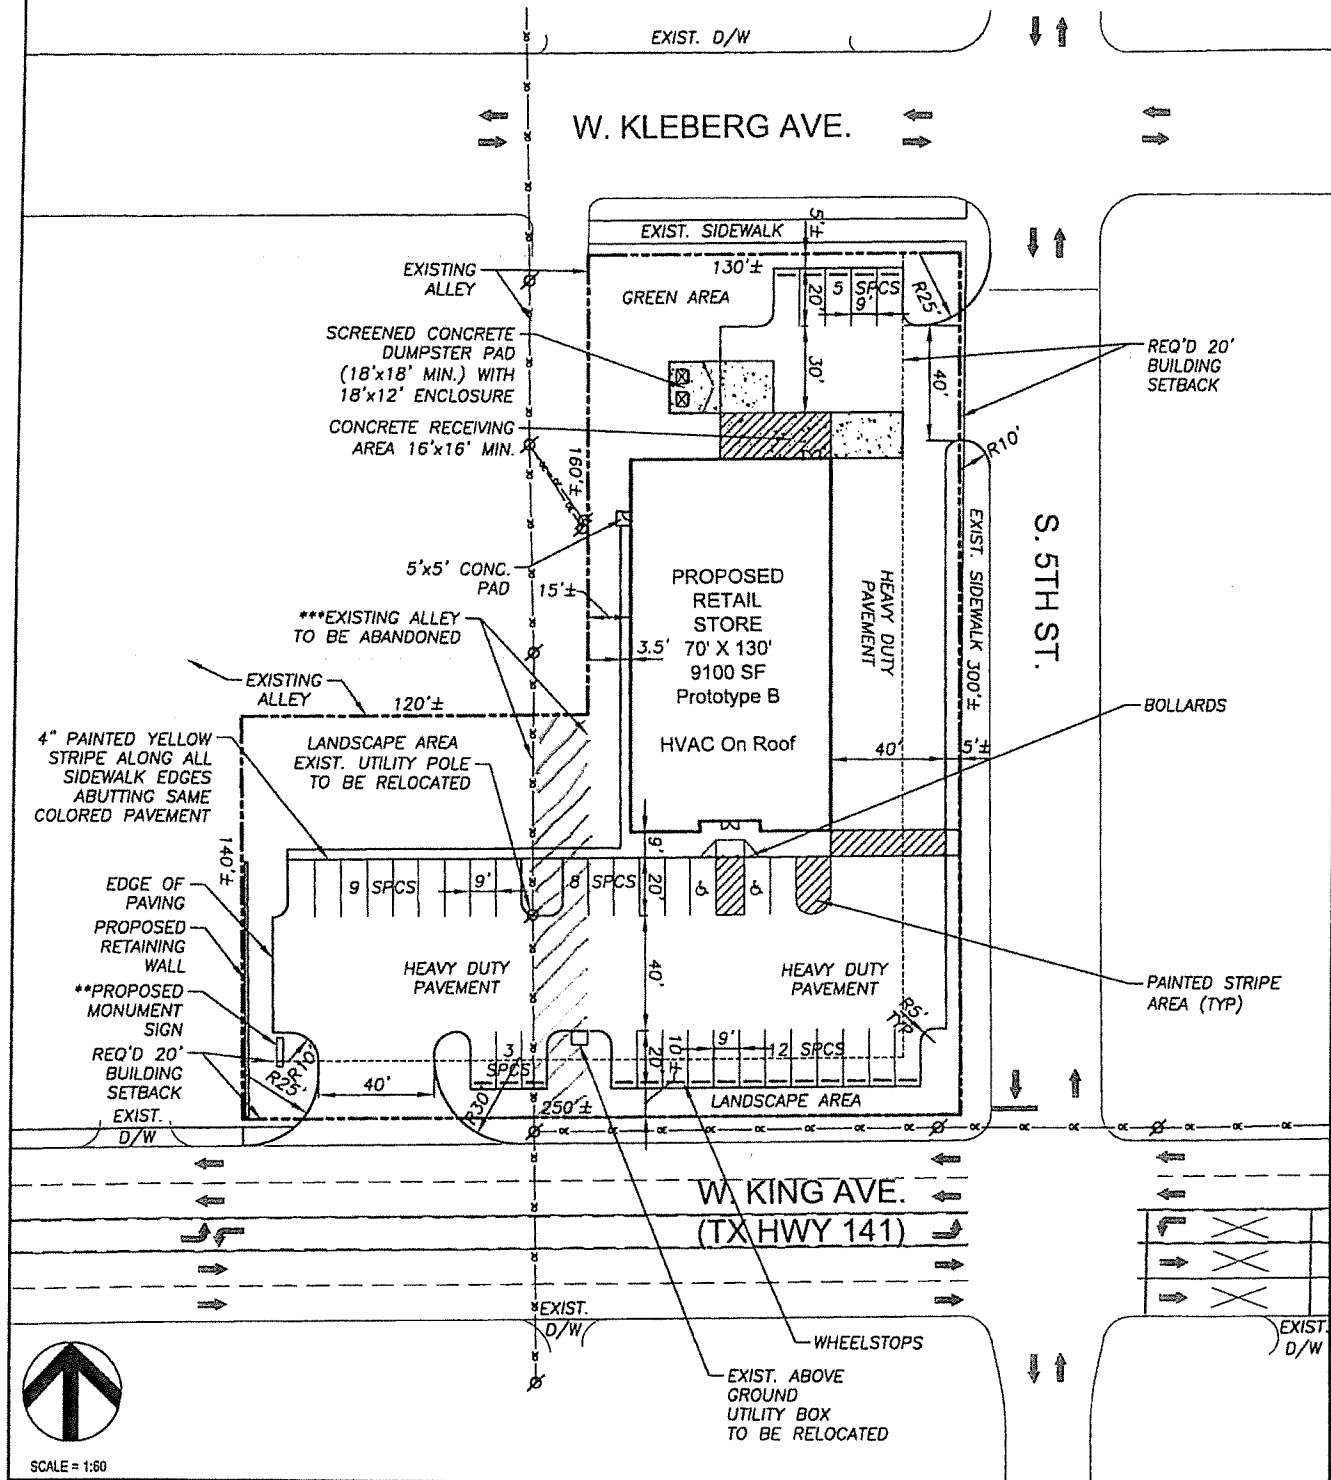 EXIST. D/W
W. KLEBERG AVE.
EXIST. SIDEWALK
5'±
130'±
EXISTING
ALLEY
GREEN AREA
20'
5 SPCS
9'
R25'
SCREENED CONCRETE
DUMPSTER PAD
(18'x18' MIN.) WITH
18'x12' ENCLOSURE
30'
40'
REQ'D 20'
BUILDING
SETBACK
CONCRETE RECEIVING
AREA 16'x16' MIN.
160'±
R10'
EXIST. SIDEWALK 300'±
S. 5TH ST.
5'x5' CONC.
PAD
15'±
PROPOSED
RETAIL
STORE
70' X 130'
9100 SF
Prototype B
HVAC On Roof
HEAVY DUTY
PAVEMENT
***EXISTING ALLEY
TO BE ABANDONED
3.5'
EXISTING
ALLEY
120'±
BOLLARDS
4" PAINTED YELLOW
STRIPE ALONG ALL
SIDEWALK EDGES
ABUTTING SAME
COLORED PAVEMENT
LANDSCAPE AREA
EXIST. UTILITY POLE
TO BE RELOCATED
40'
5'±
140'±
9'
9 SPCS
9'
8 SPCS
20'
EDGE OF
PAVING
PROPOSED
RETAINING
WALL
**PROPOSED
MONUMENT
SIGN
REQ'D 20'
BUILDING
SETBACK
HEAVY DUTY
PAVEMENT
40'
HEAVY DUTY
PAVEMENT
PAINTED STRIPE
AREA (TYP)
R5'
TYP
R10'
R25'
40'
3
SPCS
R30'
20'
10'±
9'
12 SPCS
LANDSCAPE AREA
250'±
EXIST.
D/W
W. KING AVE.
(TX HWY 141)
EXIST.
D/W
WHEELSTOPS
EXIST.
D/W
EXIST. ABOVE
GROUND
UTILITY BOX
TO BE RELOCATED
SCALE = 1:60